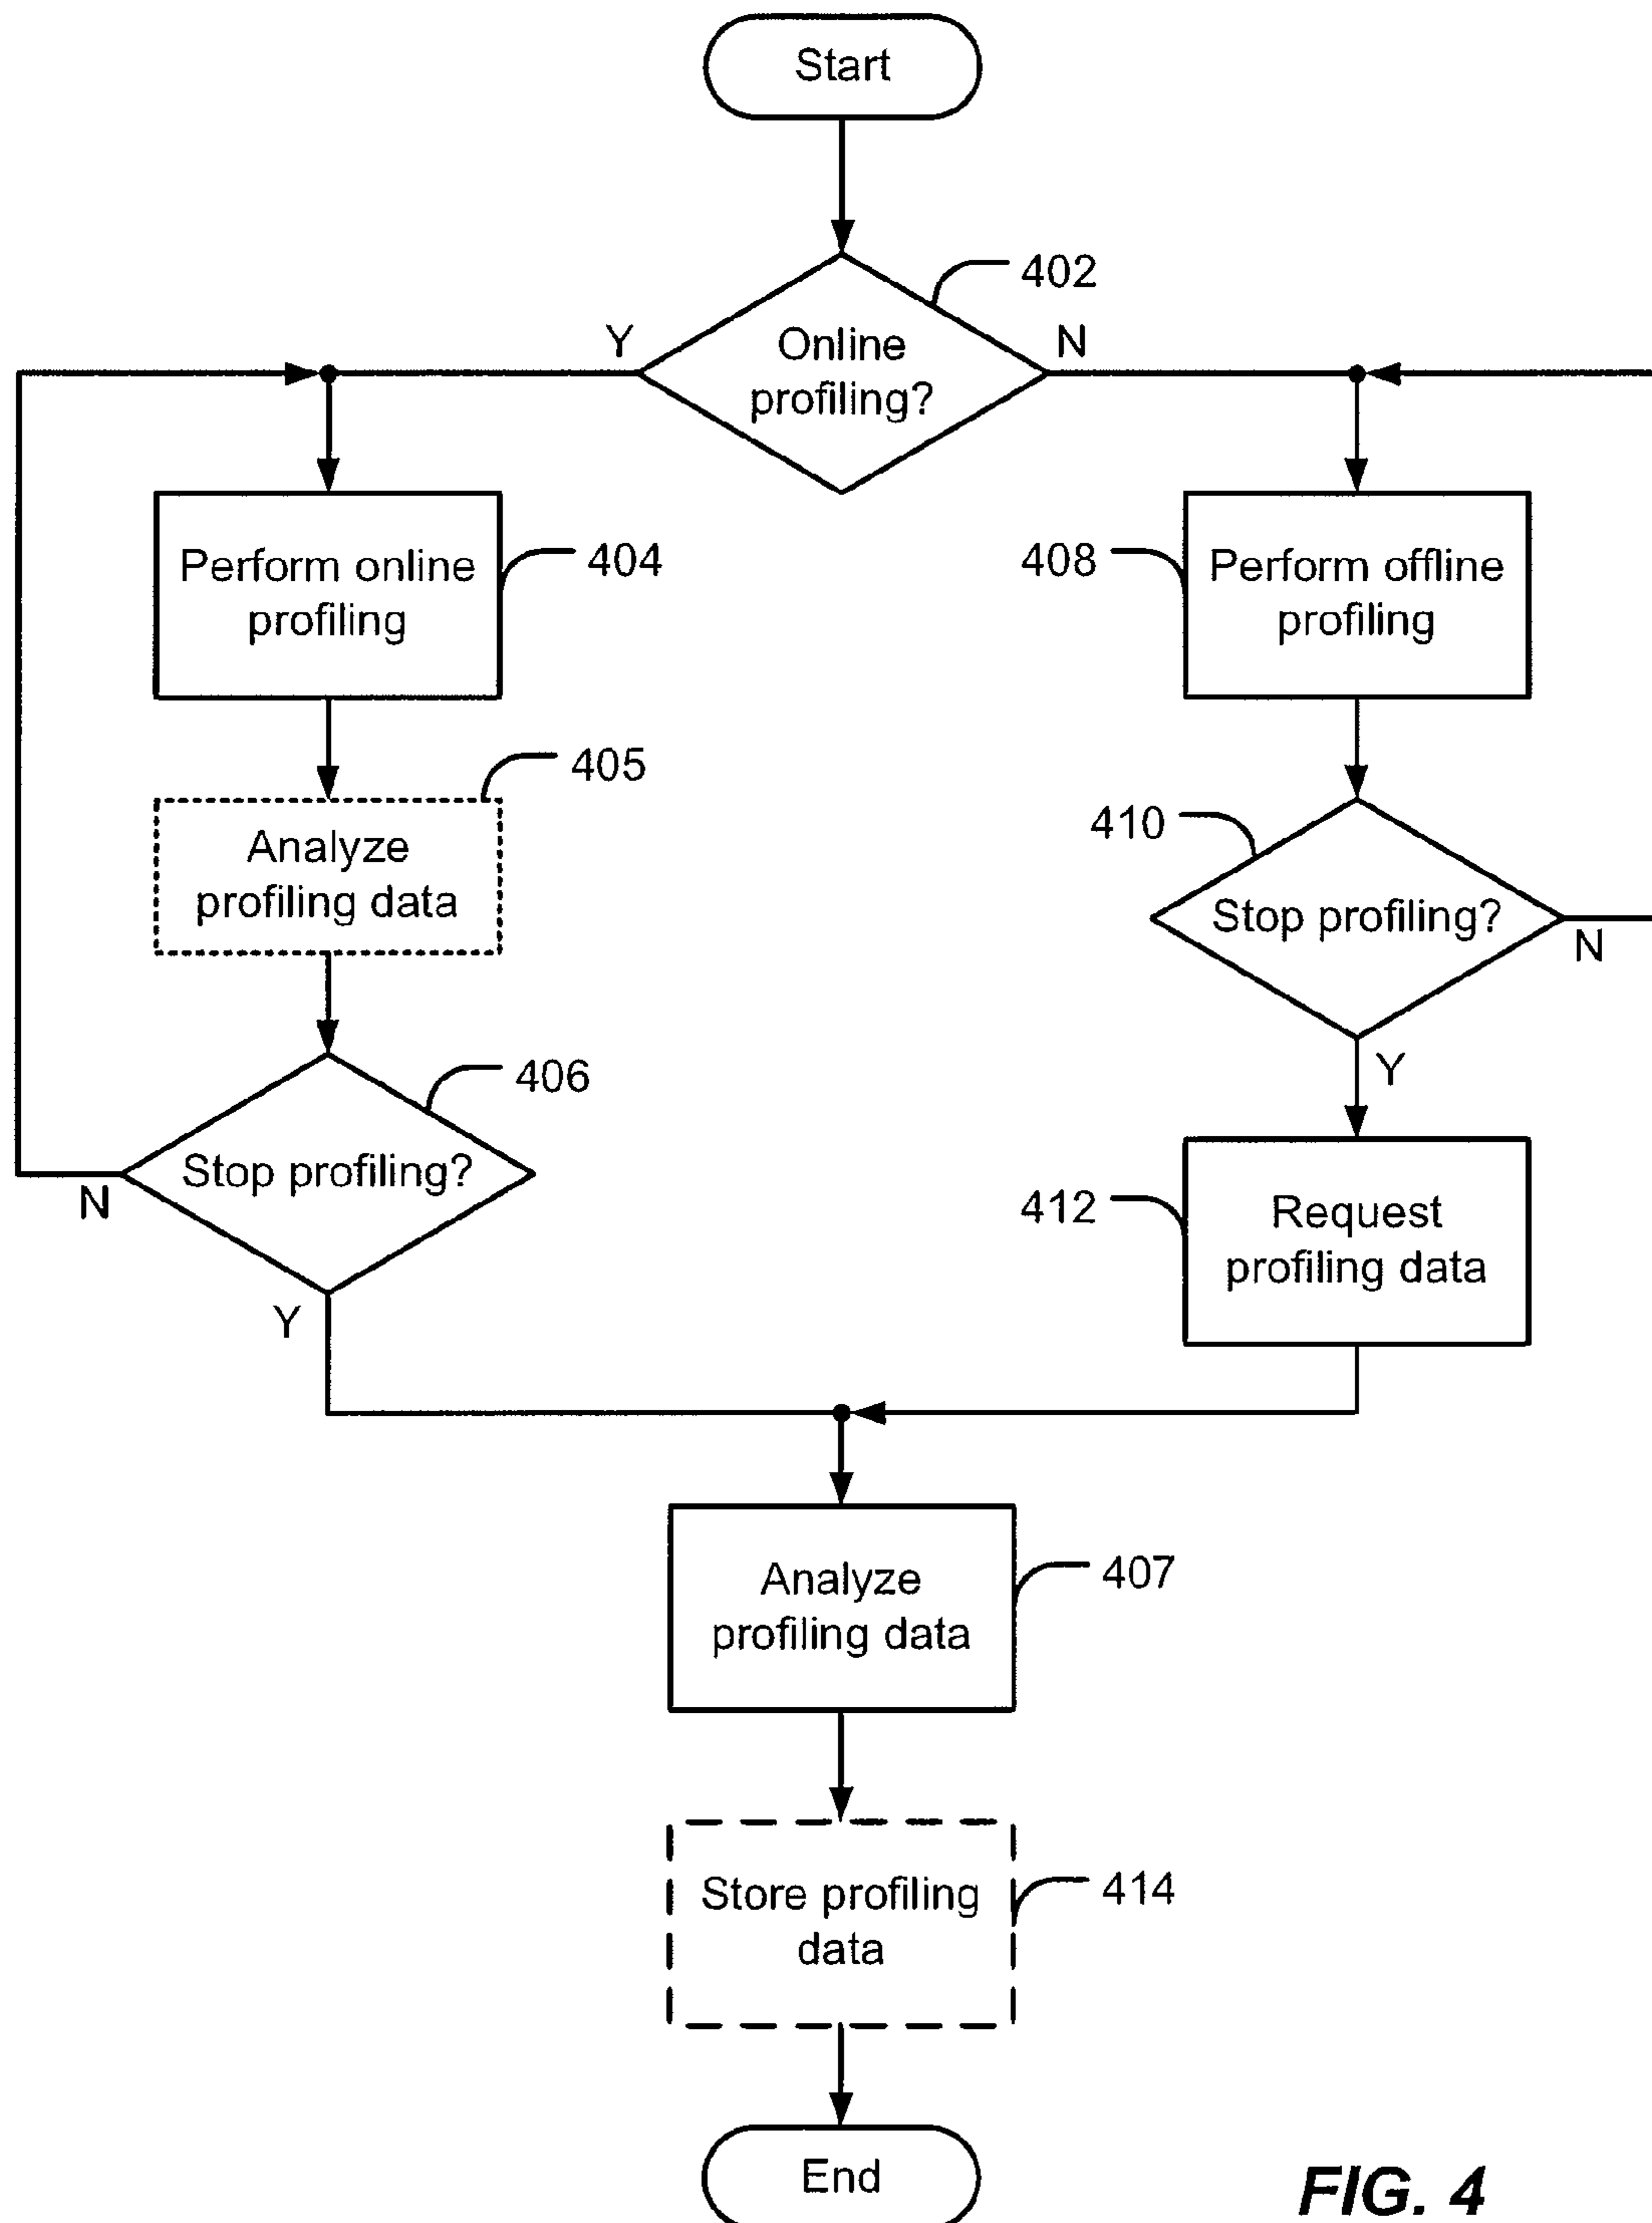 Start
402
Y
Online
profiling?
N
Perform online
profiling
404
408
Perform offline
profiling
405
Analyze
profiling data
410
Stop profiling?
N
406
Stop profiling?
N
Y
Y
412
Request
profiling data
Analyze
profiling data
407
Store profiling
data
414
End
FIG. 4